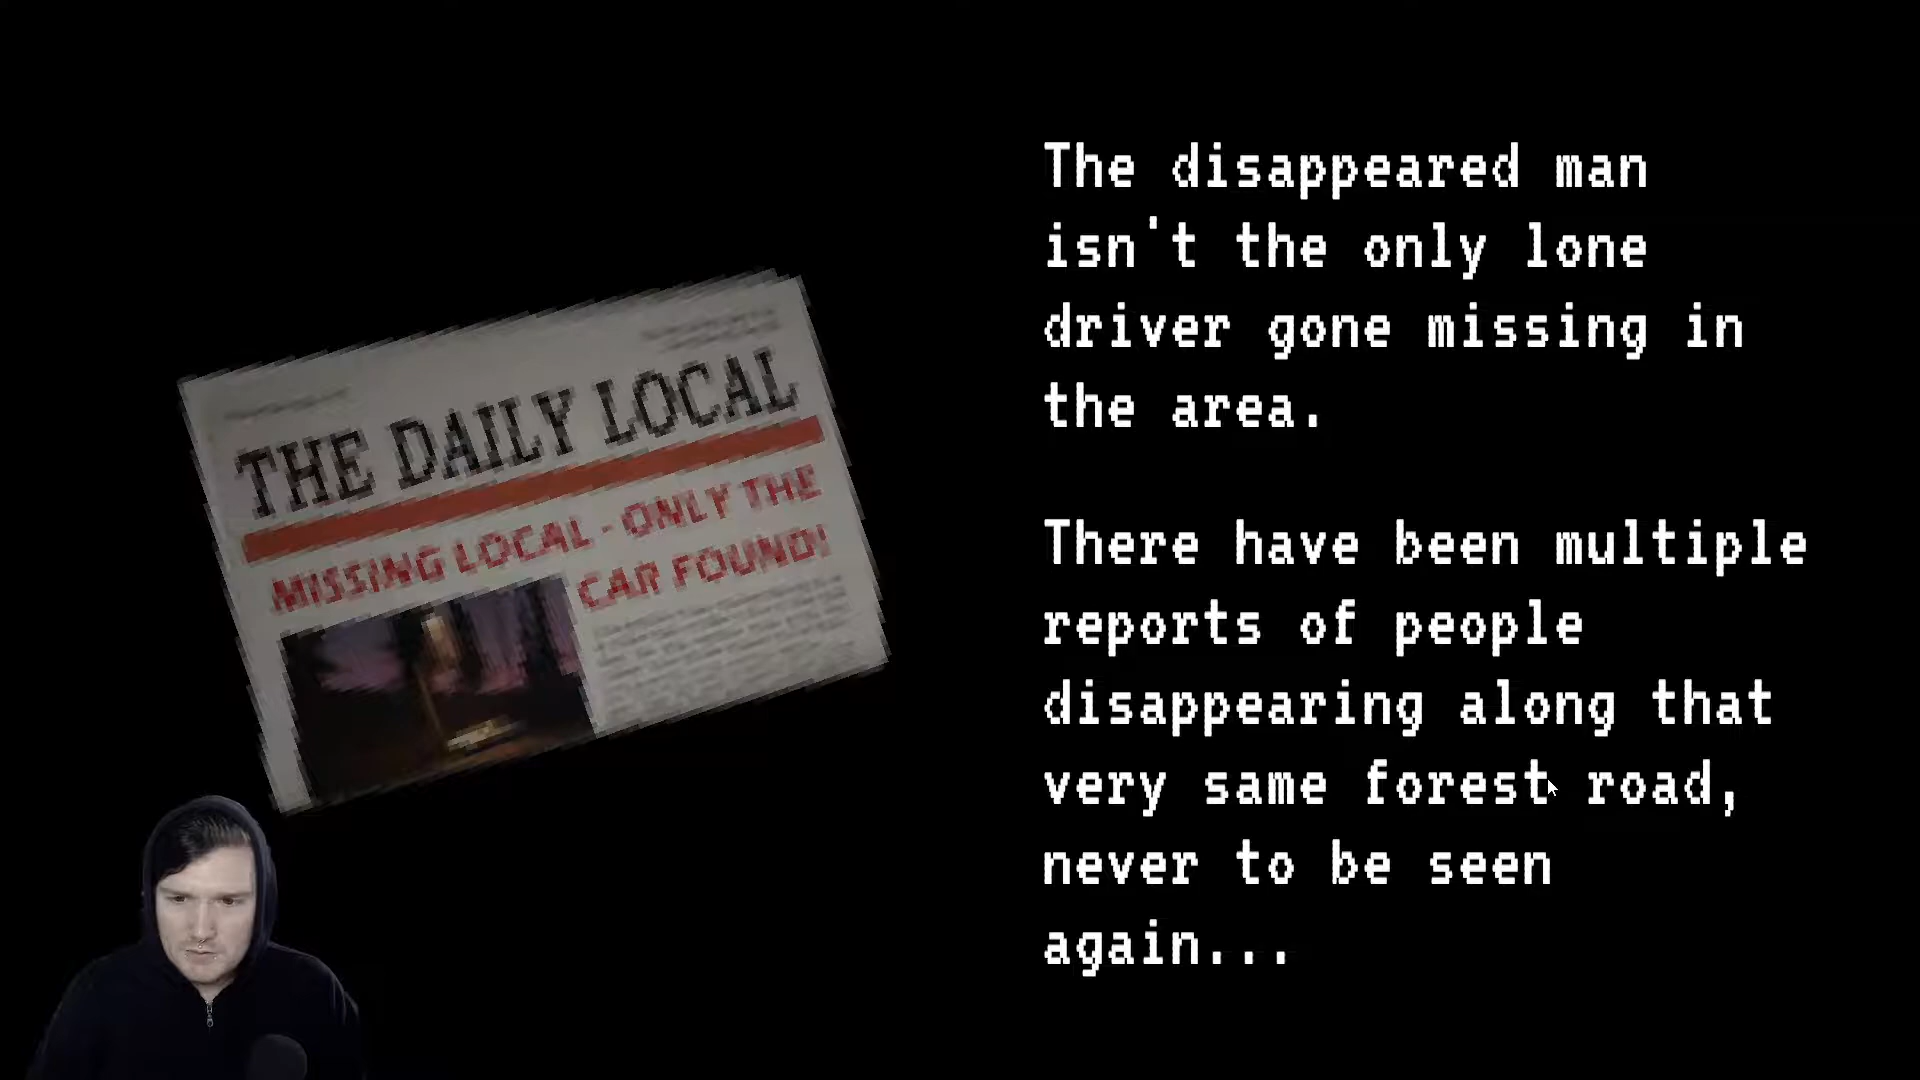 THE DAILY LOCAL
MISSING LOCAL - ONLY THE
CAR FOUND!
The disappeared man
isn't the only lone
driver gone missing in
the area.
There have been multiple
reports of people
disappearing along that
very same forest road,
never to be seen
again...